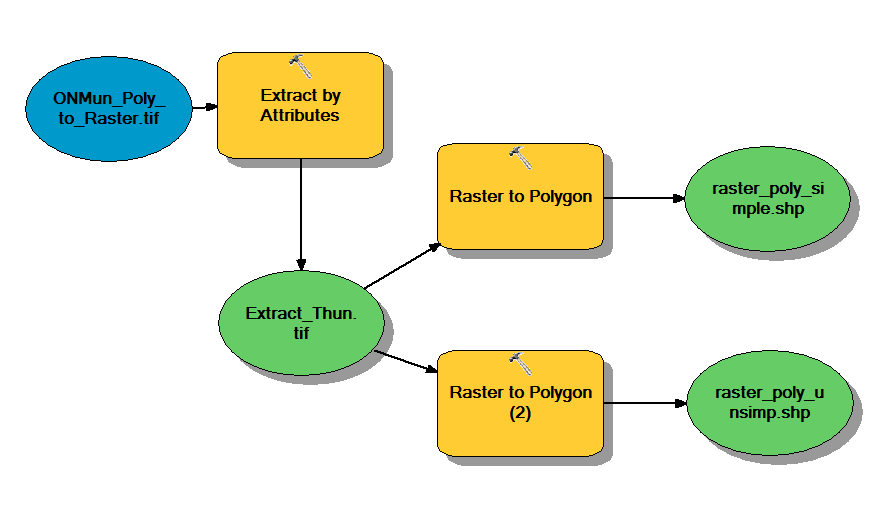 ONMun_Poly_
to_Raster.tif
Extract by
Attributes
Raster to Polygon
raster_poly_si
mple.shp
Extract_Thun.
tif
Raster to Polygon
(2)
raster_poly_u
nsimp.shp